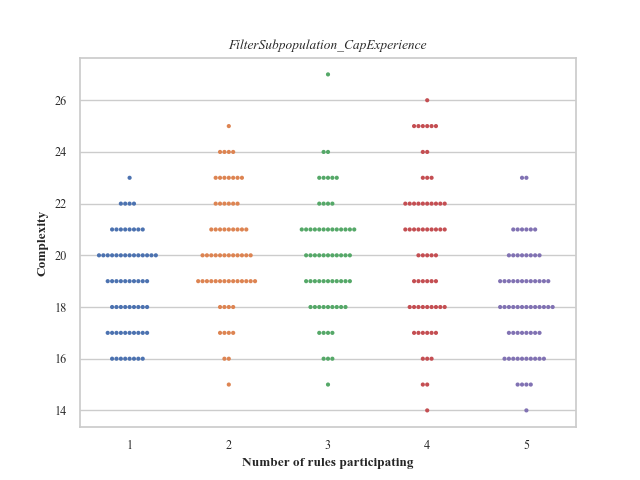 FilterSubpopulation_CapExperience
26
24
22
20
18
16
14
Complexity
1 2 3 4 5
Number of rules participating